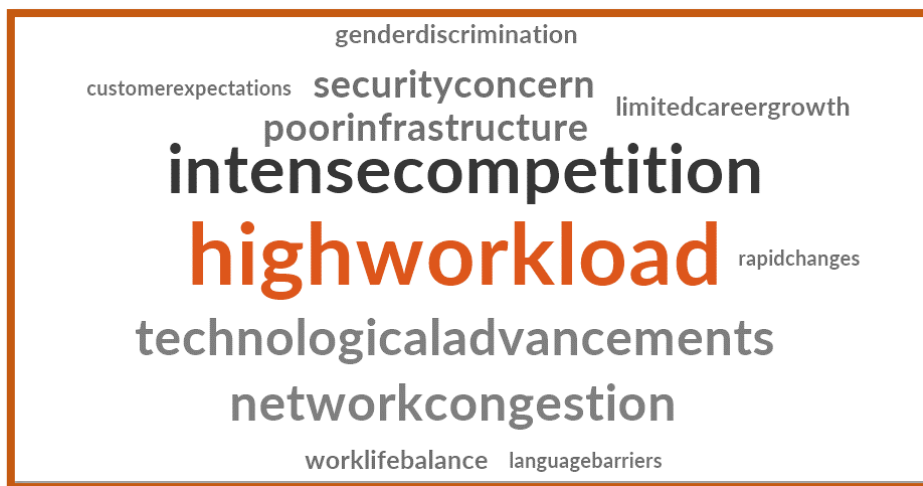 genderdiscrimination
customerexpectations
securityconcern
limitedcareergrowth
poorinfrastructure
intensecompetition
highworkload
rapidchanges
technologicaladvancements
networkcongestion
worklifebalance
languagebarriers